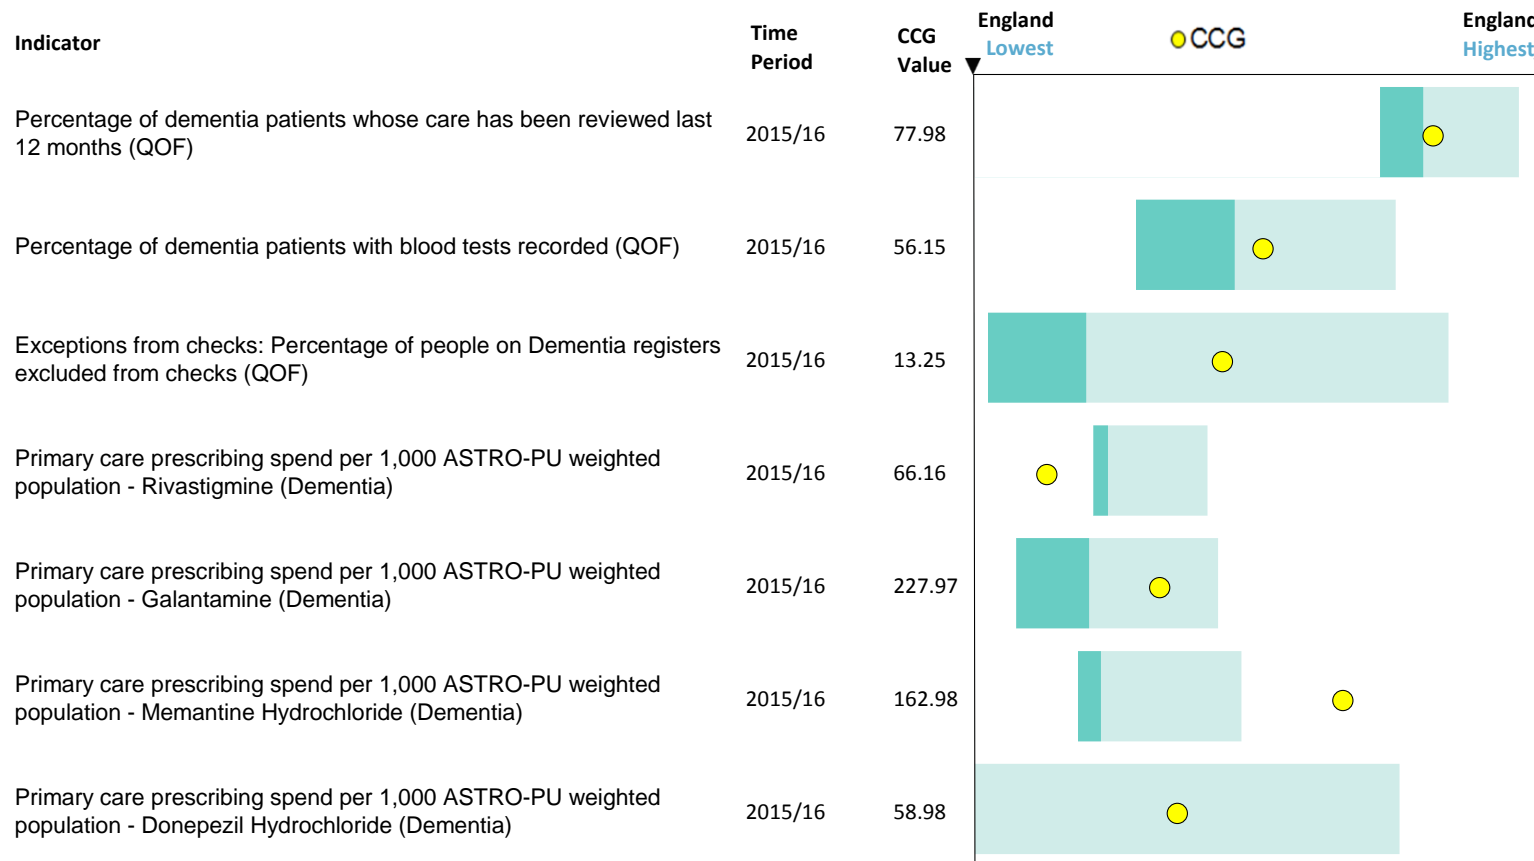 Indicator
Time
Period
CCG
Value
England
Lowest
CCG
England
Highest
Percentage of dementia patients whose care has been reviewed last
12 months (QOF)
2015/16
77.98
Percentage of dementia patients with blood tests recorded (QOF)
2015/16
56.15
Exceptions from checks: Percentage of people on Dementia registers
excluded from checks (QOF)
2015/16
13.25
Primary care prescribing spend per 1,000 ASTRO-PU weighted
population - Rivastigmine (Dementia)
2015/16
66.16
Primary care prescribing spend per 1,000 ASTRO-PU weighted
population - Galantamine (Dementia)
2015/16
227.97
Primary care prescribing spend per 1,000 ASTRO-PU weighted
population - Memantine Hydrochloride (Dementia)
2015/16
162.98
Primary care prescribing spend per 1,000 ASTRO-PU weighted
population - Donepezil Hydrochloride (Dementia)
2015/16
58.98